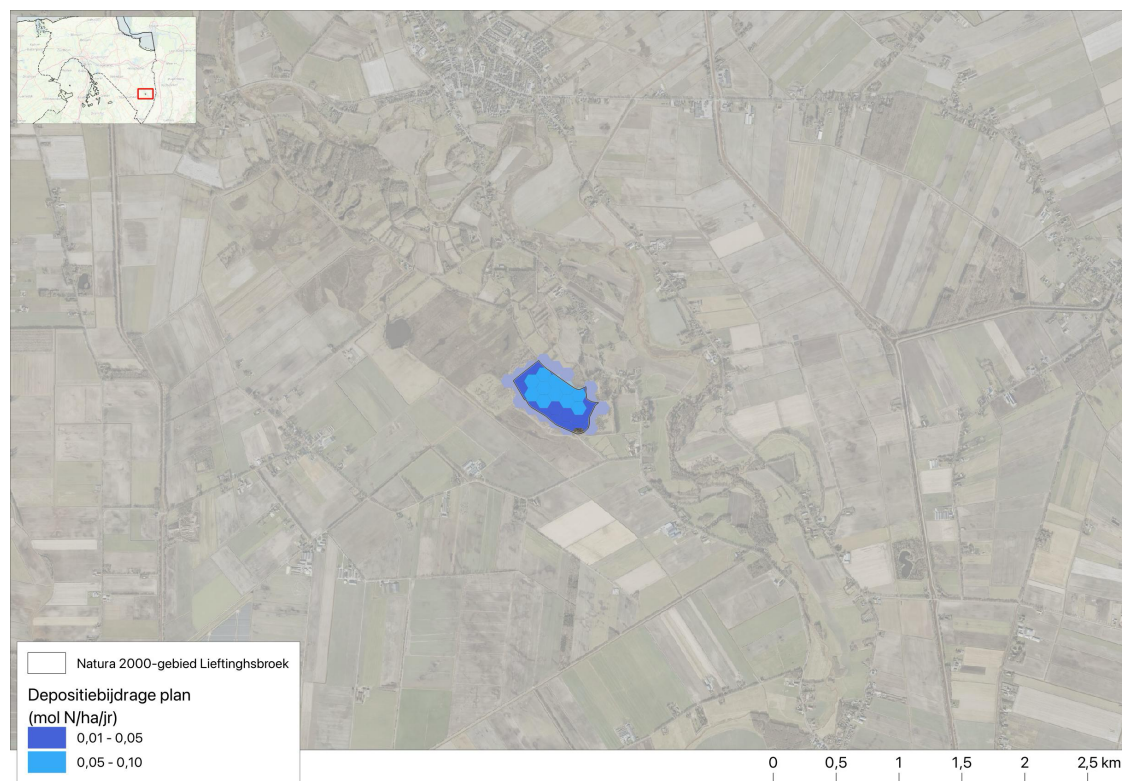 Natura 2000-gebied Lieftinghsbroek
Depositiebijdrage plan
(mol N/ha/jr)
0,01 - 0,05
0,05 - 0,10
0 0,5 1 1,5 2 2,5 km